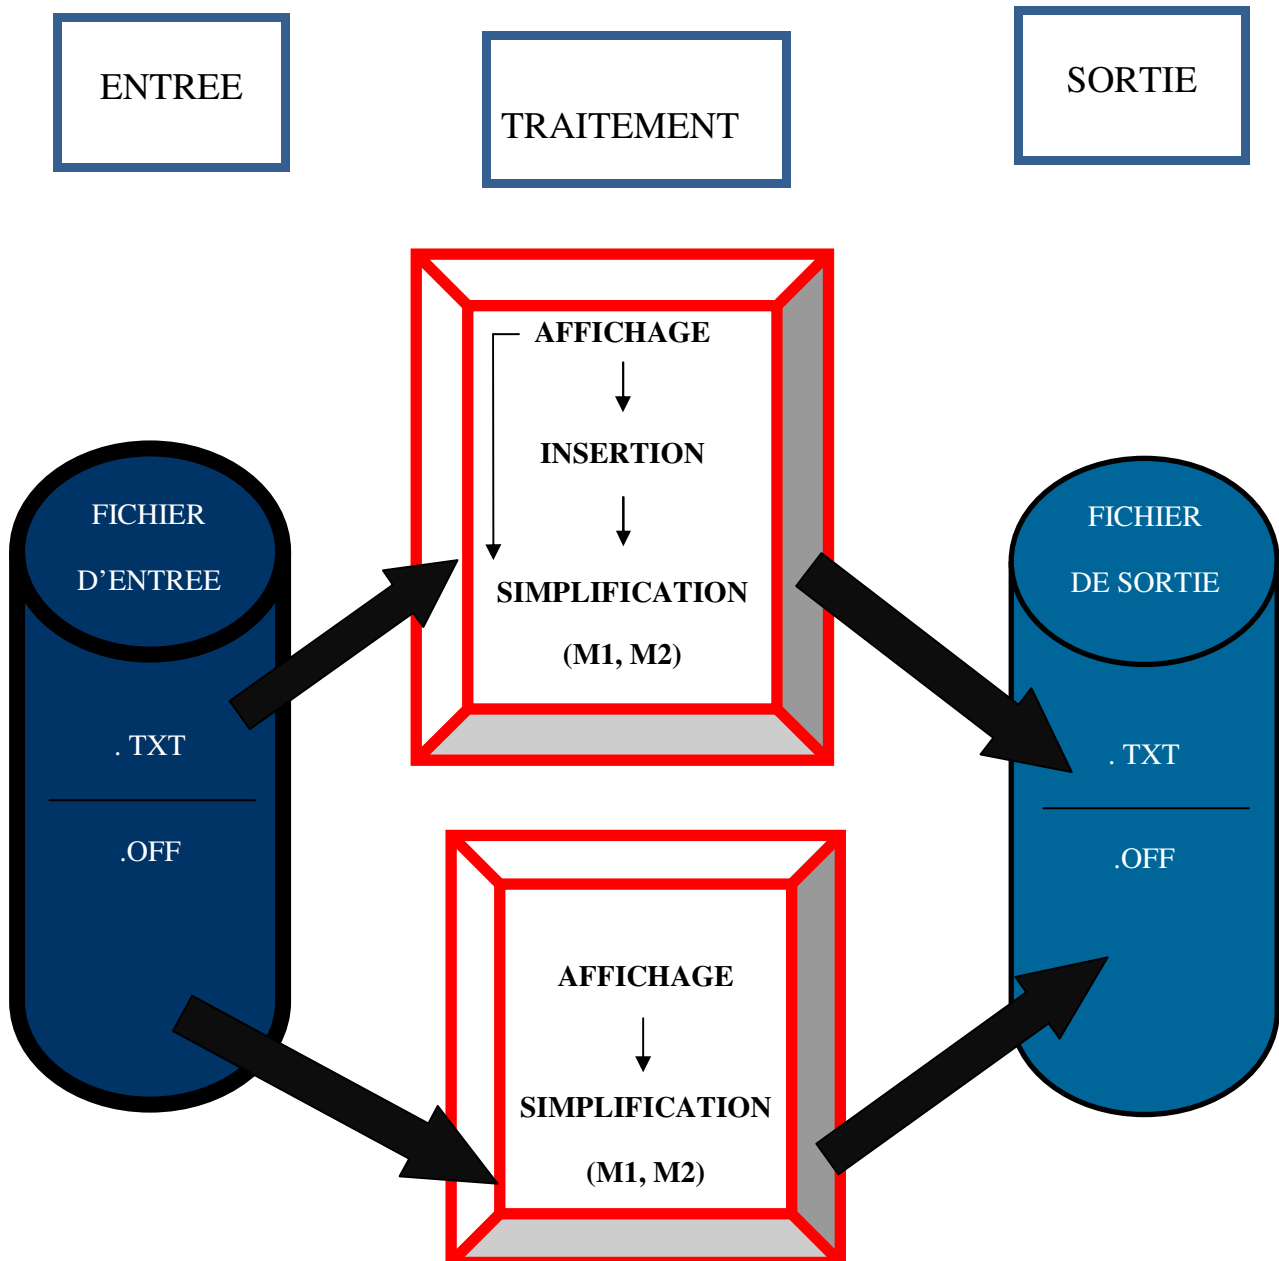 ENTREE
TRAITEMENT
SORTIE
FICHIER
D’ENTREE
. TXT
.OFF
AFFICHAGE
INSERTION
SIMPLIFICATION
(M1, M2)
AFFICHAGE
SIMPLIFICATION
(M1, M2)
FICHIER
DE SORTIE
. TXT
.OFF